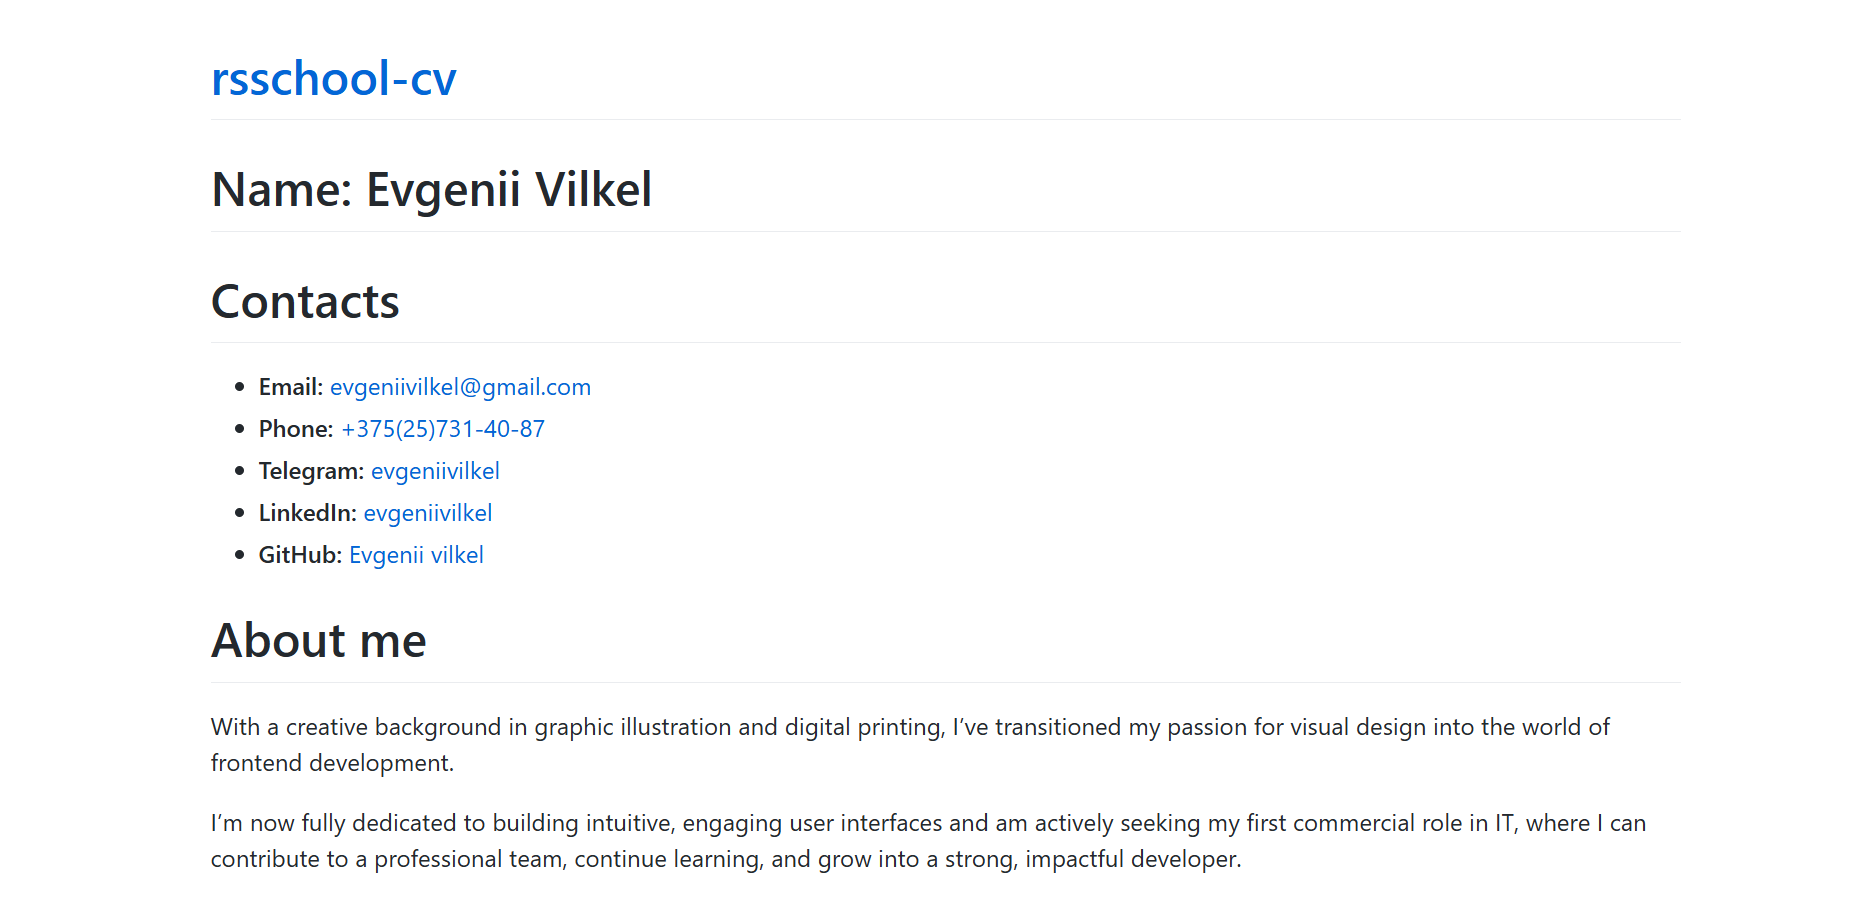 rsschool-cv
Name: Evgenii Vilkel
Contacts
Email: evgeniivilkel@gmail.com
Phone: +375(25)731-40-87
Telegram: evgeniivilkel
LinkedIn: evgeniivilkel
GitHub: Evgenii vilkel
About me
With a creative background in graphic illustration and digital printing, I’ve transitioned my passion for visual design into the world of
frontend development.
I’m now fully dedicated to building intuitive, engaging user interfaces and am actively seeking my first commercial role in IT, where I can
contribute to a professional team, continue learning, and grow into a strong, impactful developer.